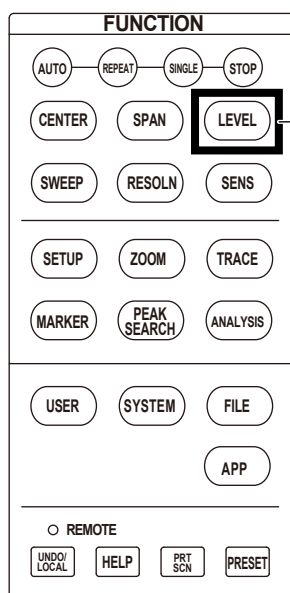 FUNCTION
AUTO REPEAT SINGLE STOP
CENTER SPAN LEVEL
SWEEP RESOLN SENS
SETUP ZOOM TRACE
MARKER PEAK SEARCH ANALYSIS
USER SYSTEM FILE
APP
REMOTE
UNDO/LOCAL HELP PRT SCN PRESET